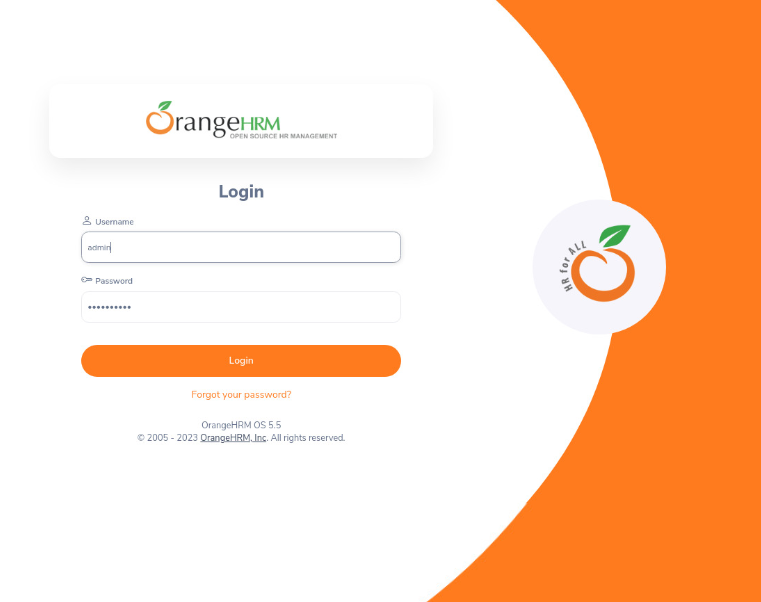 OrangeHRM
OPEN SOURCE HR MANAGEMENT
Login
Username
admin
Password
••••••••••
Login
Forgot your password?
OrangeHRM OS 5.5
© 2005 - 2023 OrangeHRM, Inc. All rights reserved.
HR for ALL